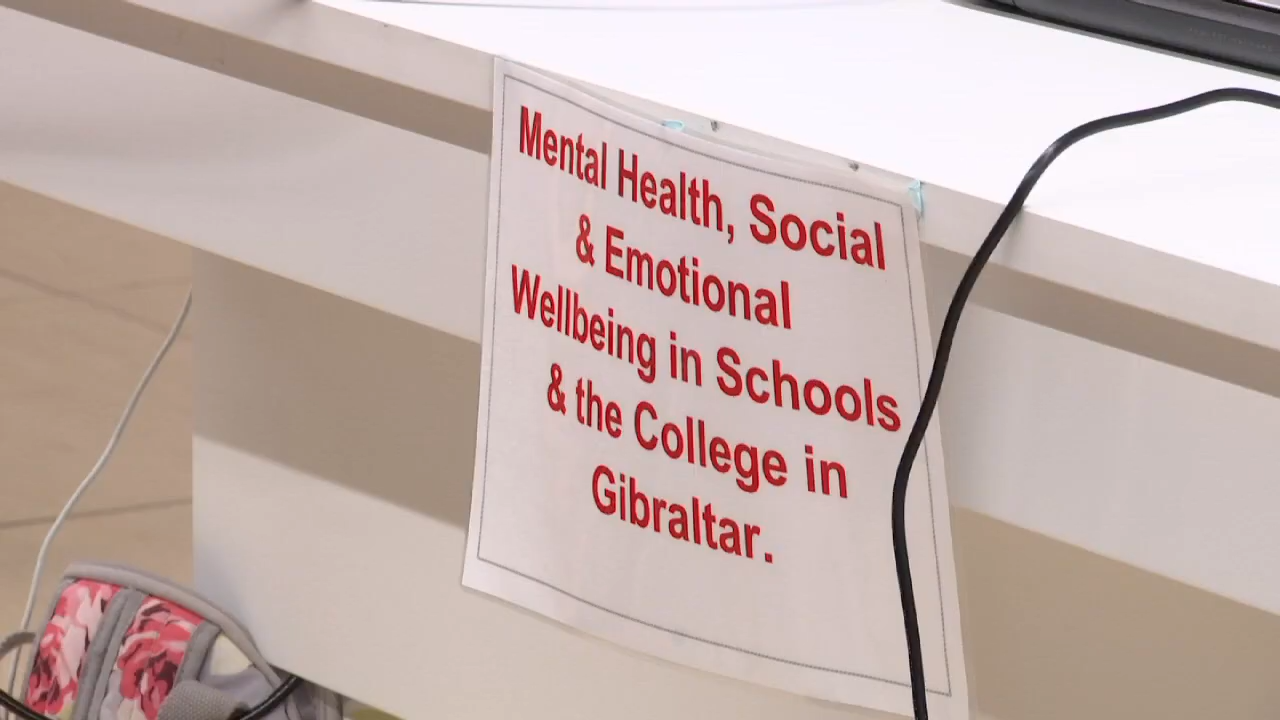 Mental Health, Social
& Emotional
Wellbeing in Schools
& the College in
Gibraltar.